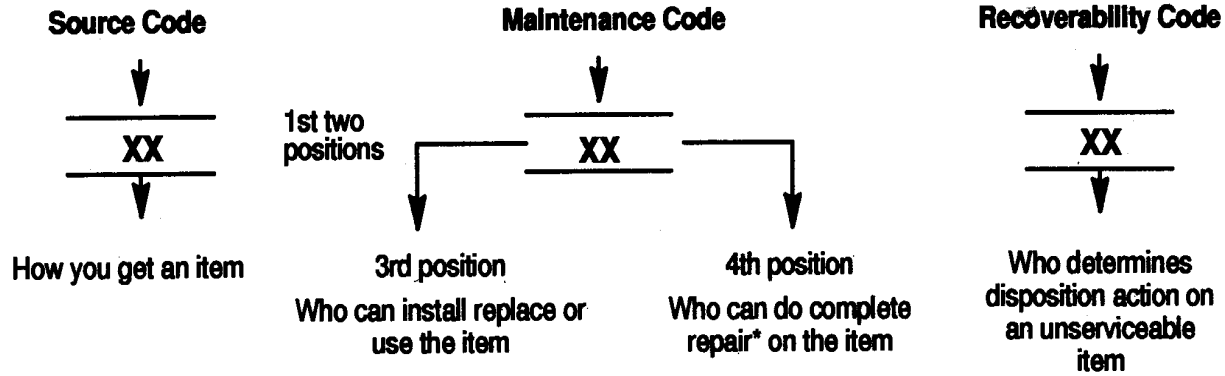 Source Code
Maintenance Code
Recoverability Code
XX
1st two
positions
XX
XX
How you get an item
3rd position
Who can install replace or
use the item
4th position
Who can do complete
repair* on the item
Who determines
disposition action on
an unserviceable
item